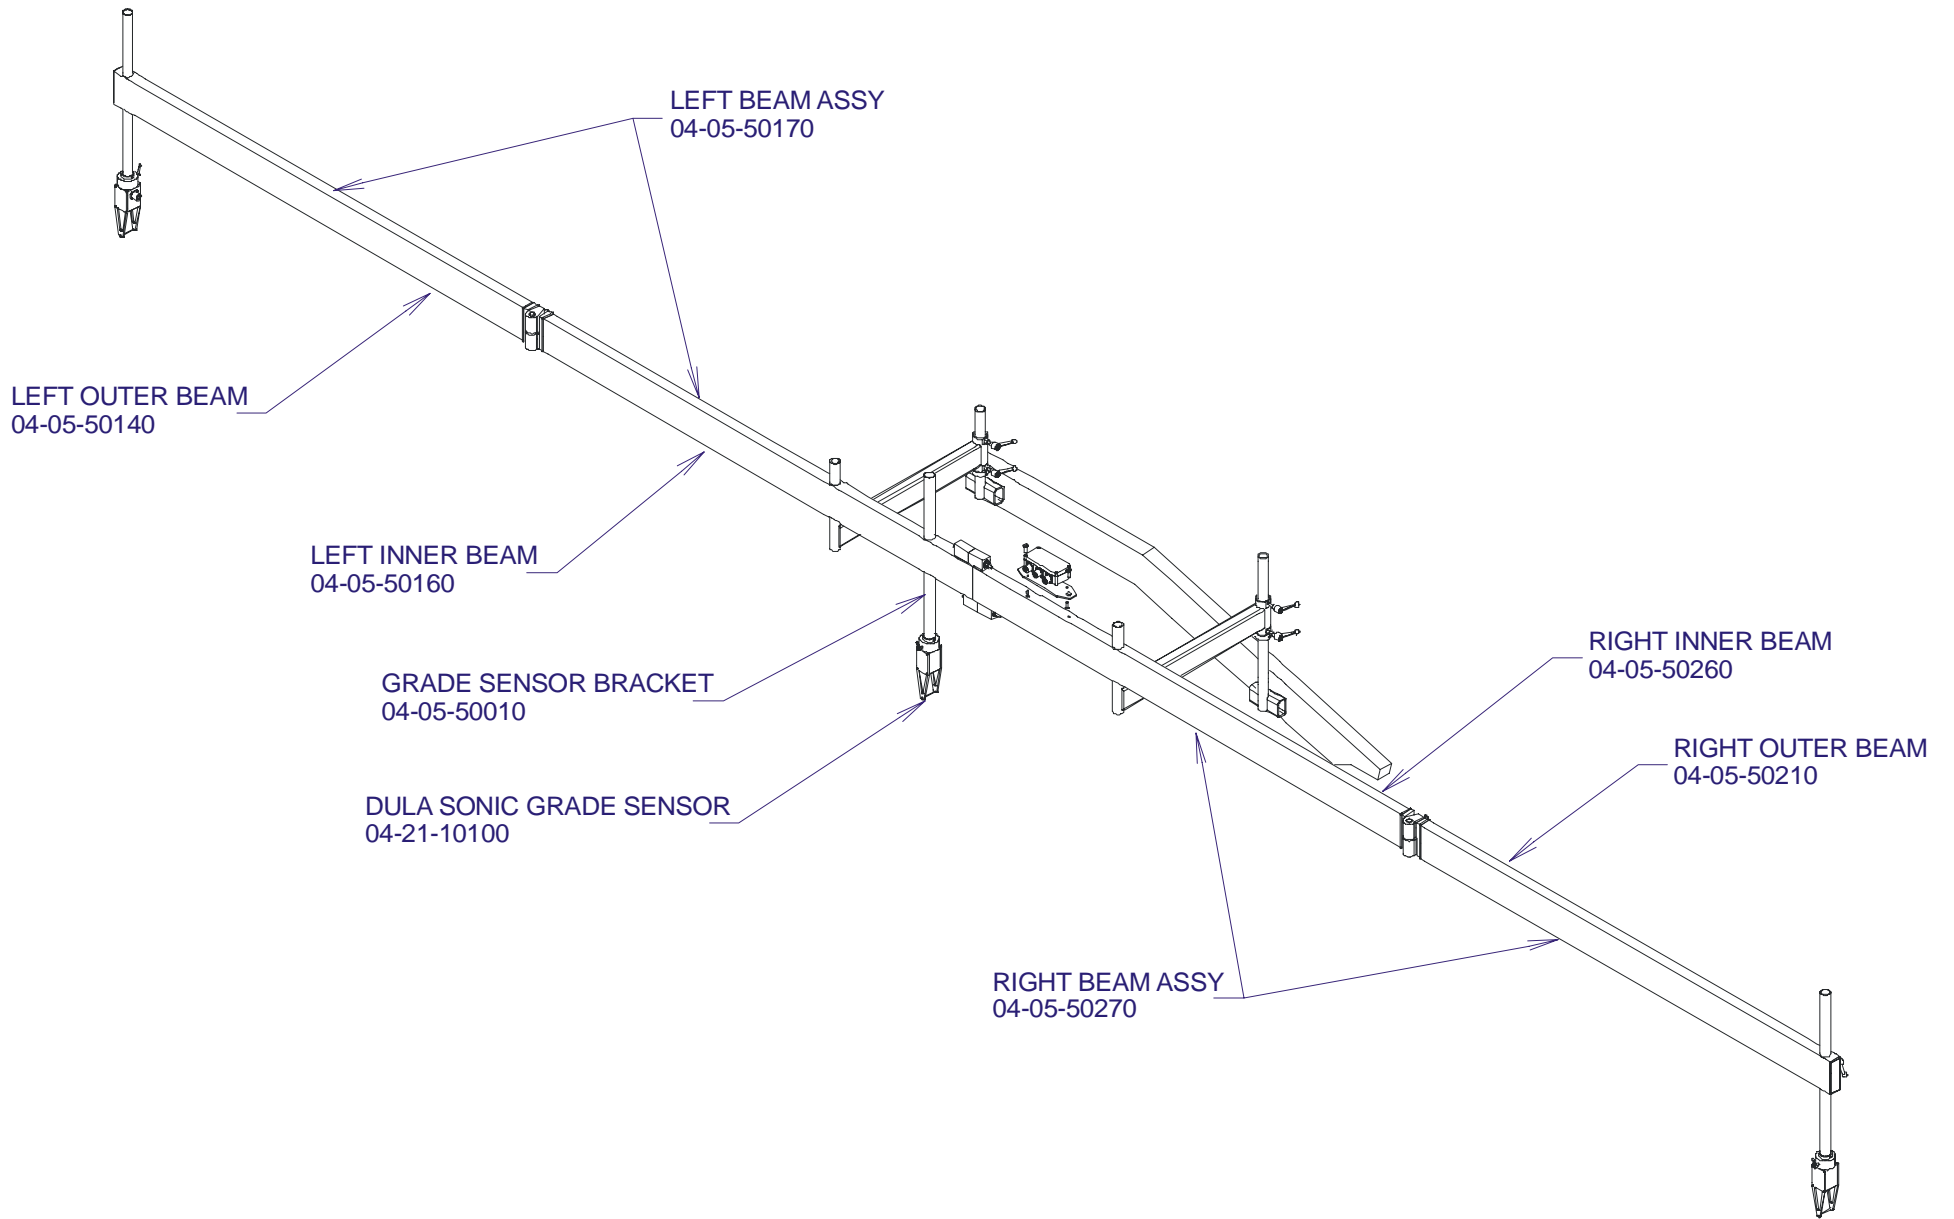 LEFT BEAM ASSY
04-05-50170
LEFT OUTER BEAM
04-05-50140
LEFT INNER BEAM
04-05-50160
GRADE SENSOR BRACKET
04-05-50010
DULA SONIC GRADE SENSOR
04-21-10100
RIGHT INNER BEAM
04-05-50260
RIGHT OUTER BEAM
04-05-50210
RIGHT BEAM ASSY
04-05-50270